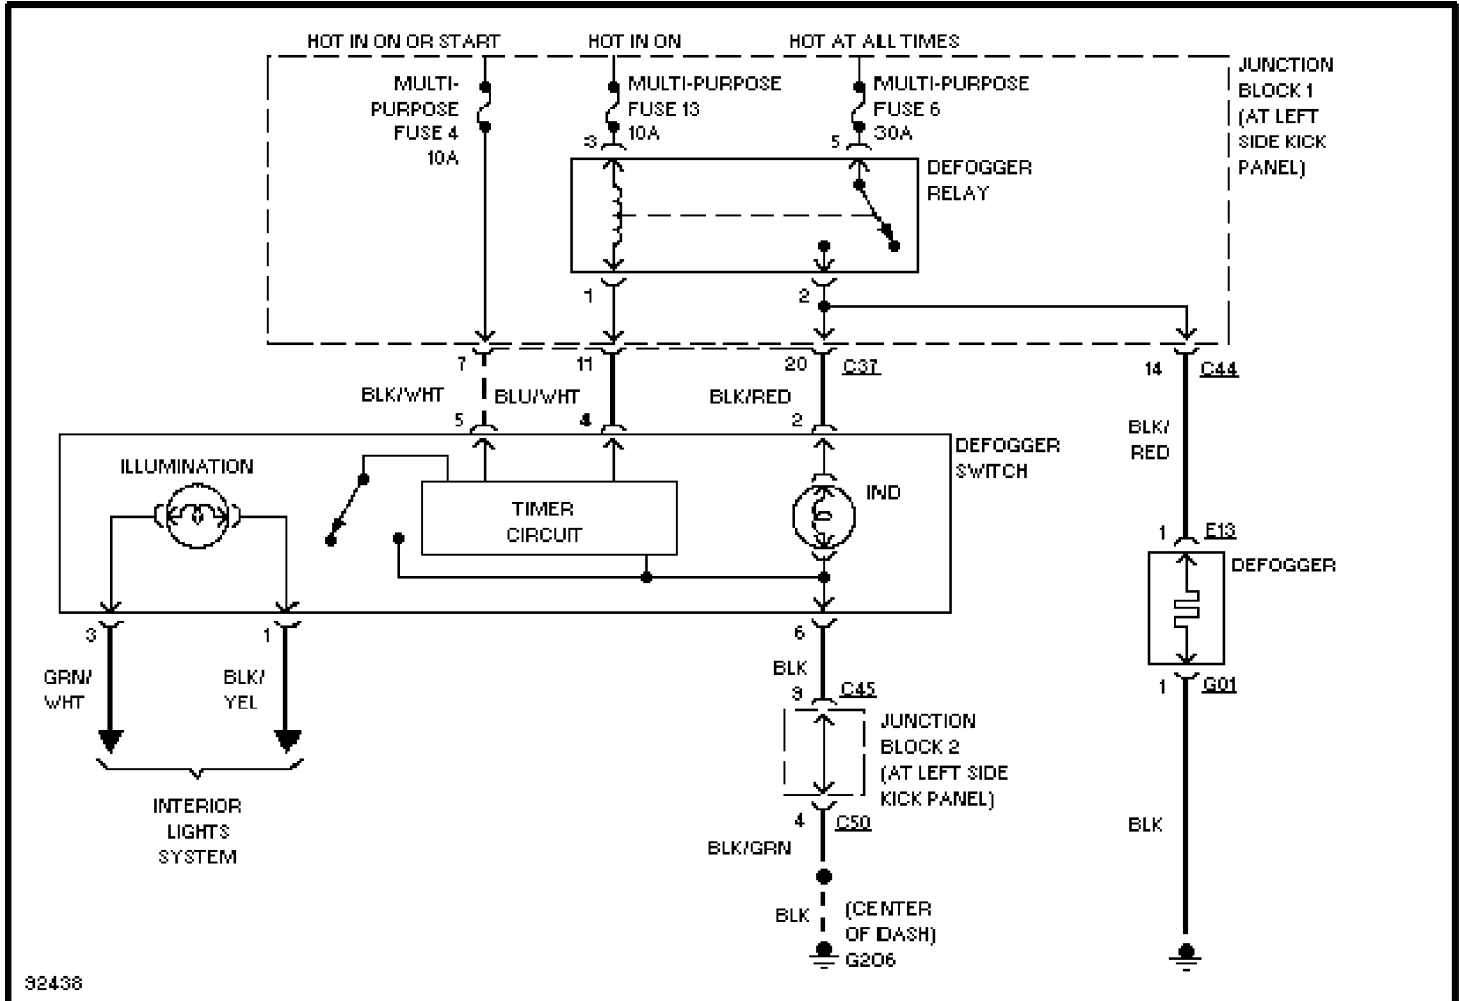 HOT IN ON OR START
HOT IN ON
HOT AT ALL TIMES
MULTI-
PURPOSE
FUSE 4
10A
MULTI-PURPOSE
FUSE 13
10A
MULTI-PURPOSE
FUSE 6
30A
JUNCTION
BLOCK 1
(AT LEFT
SIDE KICK
PANEL)
3
5
DEFOGGER
RELAY
1
2
7
11
20
C37
14
C44
BLK/WHT
BLU/WHT
BLK/RED
BLK/
RED
5
4
2
DEFOGGER
SWITCH
ILLUMINATION
TIMER
CIRCUIT
IND
1
E13
DEFOGGER
3
1
6
1
G01
GRN/
WHT
BLK/
YEL
BLK
9
C45
JUNCTION
BLOCK 2
(AT LEFT SIDE
KICK PANEL)
INTERIOR
LIGHTS
SYSTEM
4
C50
BLK/GRN
BLK
BLK
(CENTER
OF DASH)
G206
92438